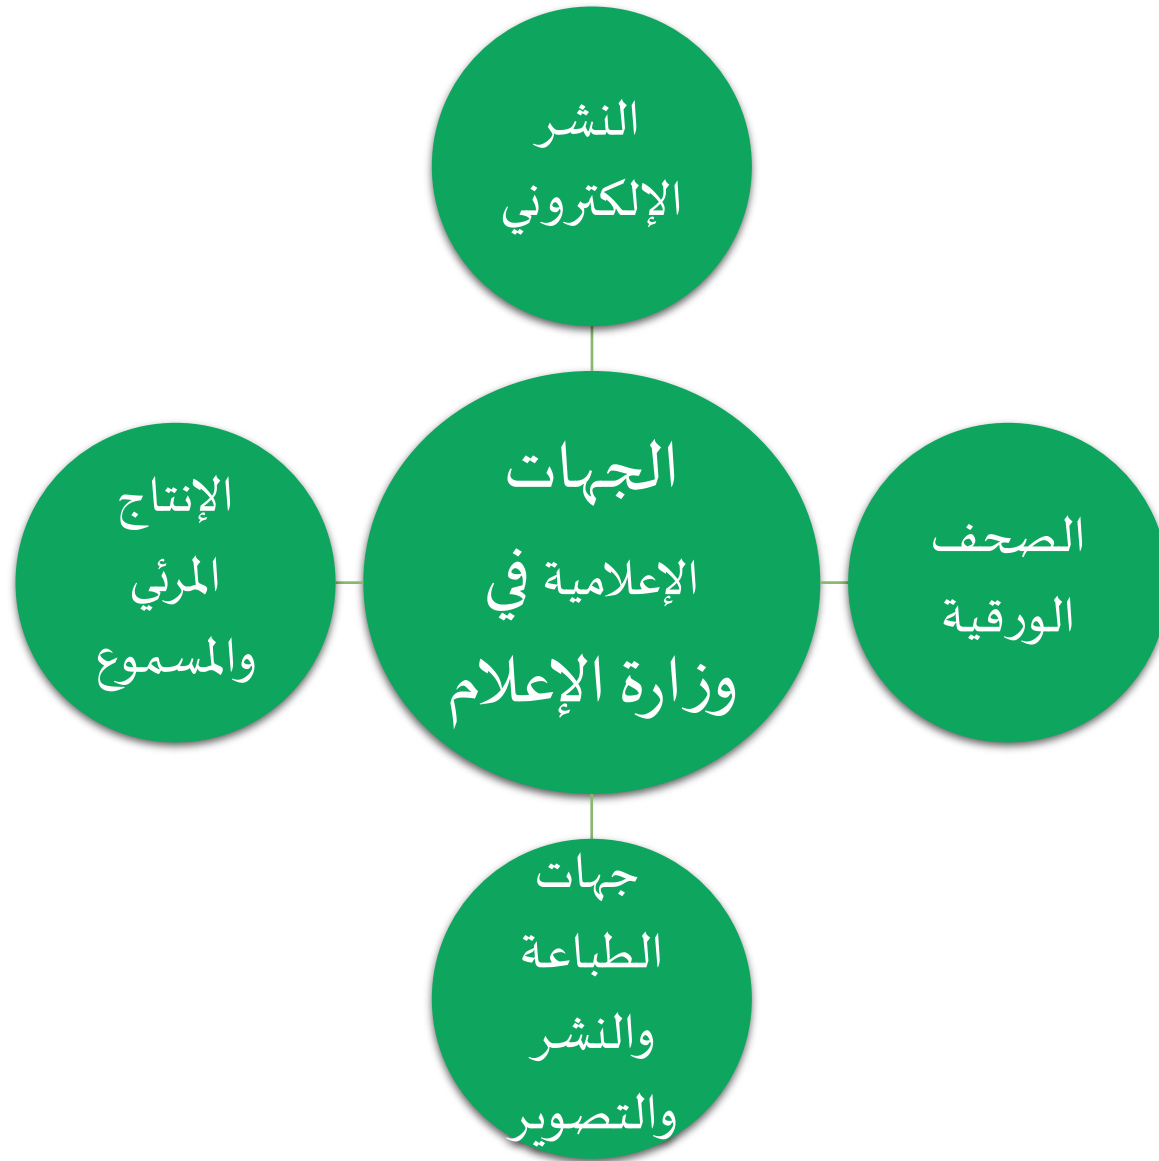 النشر
الإلكتروني
الجهات
الإعلامية في
وزارة الإعلام
الصحف
الورقية
جهات
الطباعة
والنشر
والتصوير
الإنتاج
المرئي
والمسموع